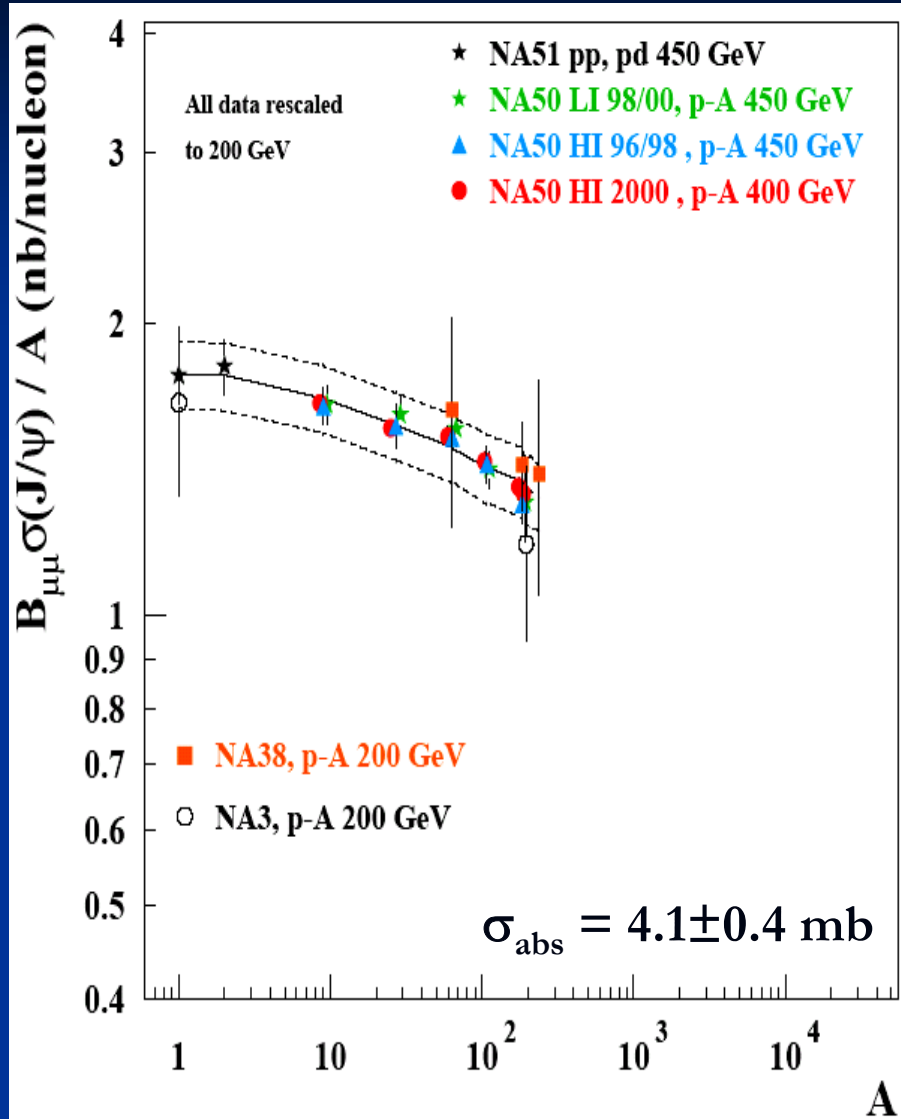 B_μμ σ(J/ψ) / A (nb/nucleon)
4
3
2
1
0.9
0.8
0.7
0.6
0.5
0.4
All data rescaled
to 200 GeV
NA51 pp, pd 450 GeV
NA50 LI 98/00, p-A 450 GeV
NA50 HI 96/98 , p-A 450 GeV
NA50 HI 2000 , p-A 400 GeV
NA38, p-A 200 GeV
NA3, p-A 200 GeV
σ_abs = 4.1±0.4 mb
1 10 10² 10³ 10⁴
A